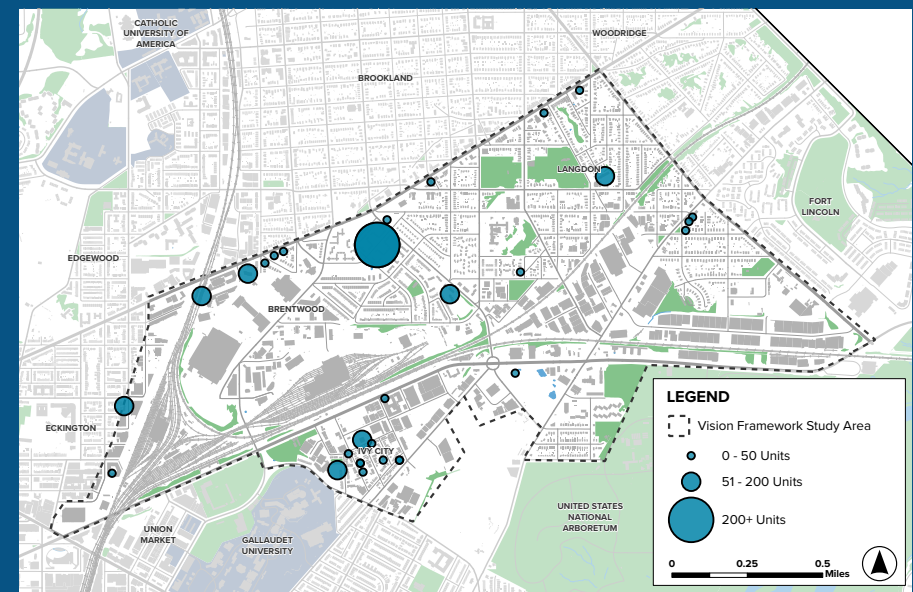 CATHOLIC
UNIVERSITY OF
AMERICA
WOODRIDGE
BROOKLAND
LANGDON
FORT
LINCOLN
EDGEWOOD
BRENTWOOD
ECKINGTON
IVY CITY
UNION
MARKET
GALLAUDET
UNIVERSITY
UNITED STATES
NATIONAL
ARBORETUM
LEGEND
Vision Framework Study Area
0 - 50 Units
51 - 200 Units
200+ Units
0 0.25 0.5
Miles